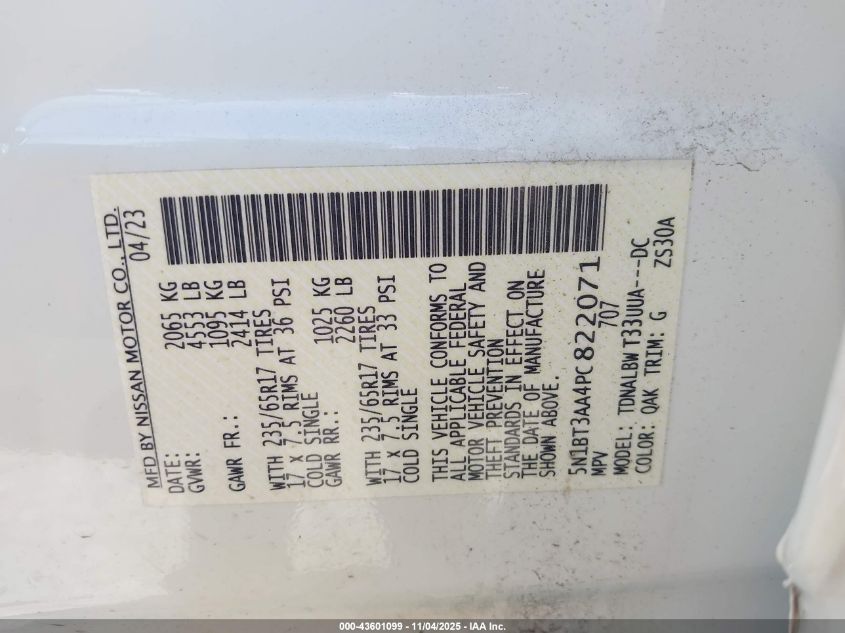 MFD BY NISSAN MOTOR CO., LTD.
DATE: 04/23
GVWR: 2065 KG
4553 LB
GAWR FR.: 1095 KG
2414 LB
WITH 235/65R17 TIRES
17 X 7.5 RIMS AT 36 PSI
COLD SINGLE
GAWR RR.: 1025 KG
2260 LB
WITH 235/65R17 TIRES
17 X 7.5 RIMS AT 33 PSI
COLD SINGLE
THIS VEHICLE CONFORMS TO
ALL APPLICABLE FEDERAL
MOTOR VEHICLE SAFETY AND
THEFT PREVENTION
STANDARDS IN EFFECT ON
THE DATE OF MANUFACTURE
SHOWN ABOVE.
5N1BT3AA4PC822071
MPV 707
MODEL: TDNALBW T33UUA---DC
COLOR: QAK TRIM: G ZS30A
000-43601099 - 11/04/2025 - IAA Inc.